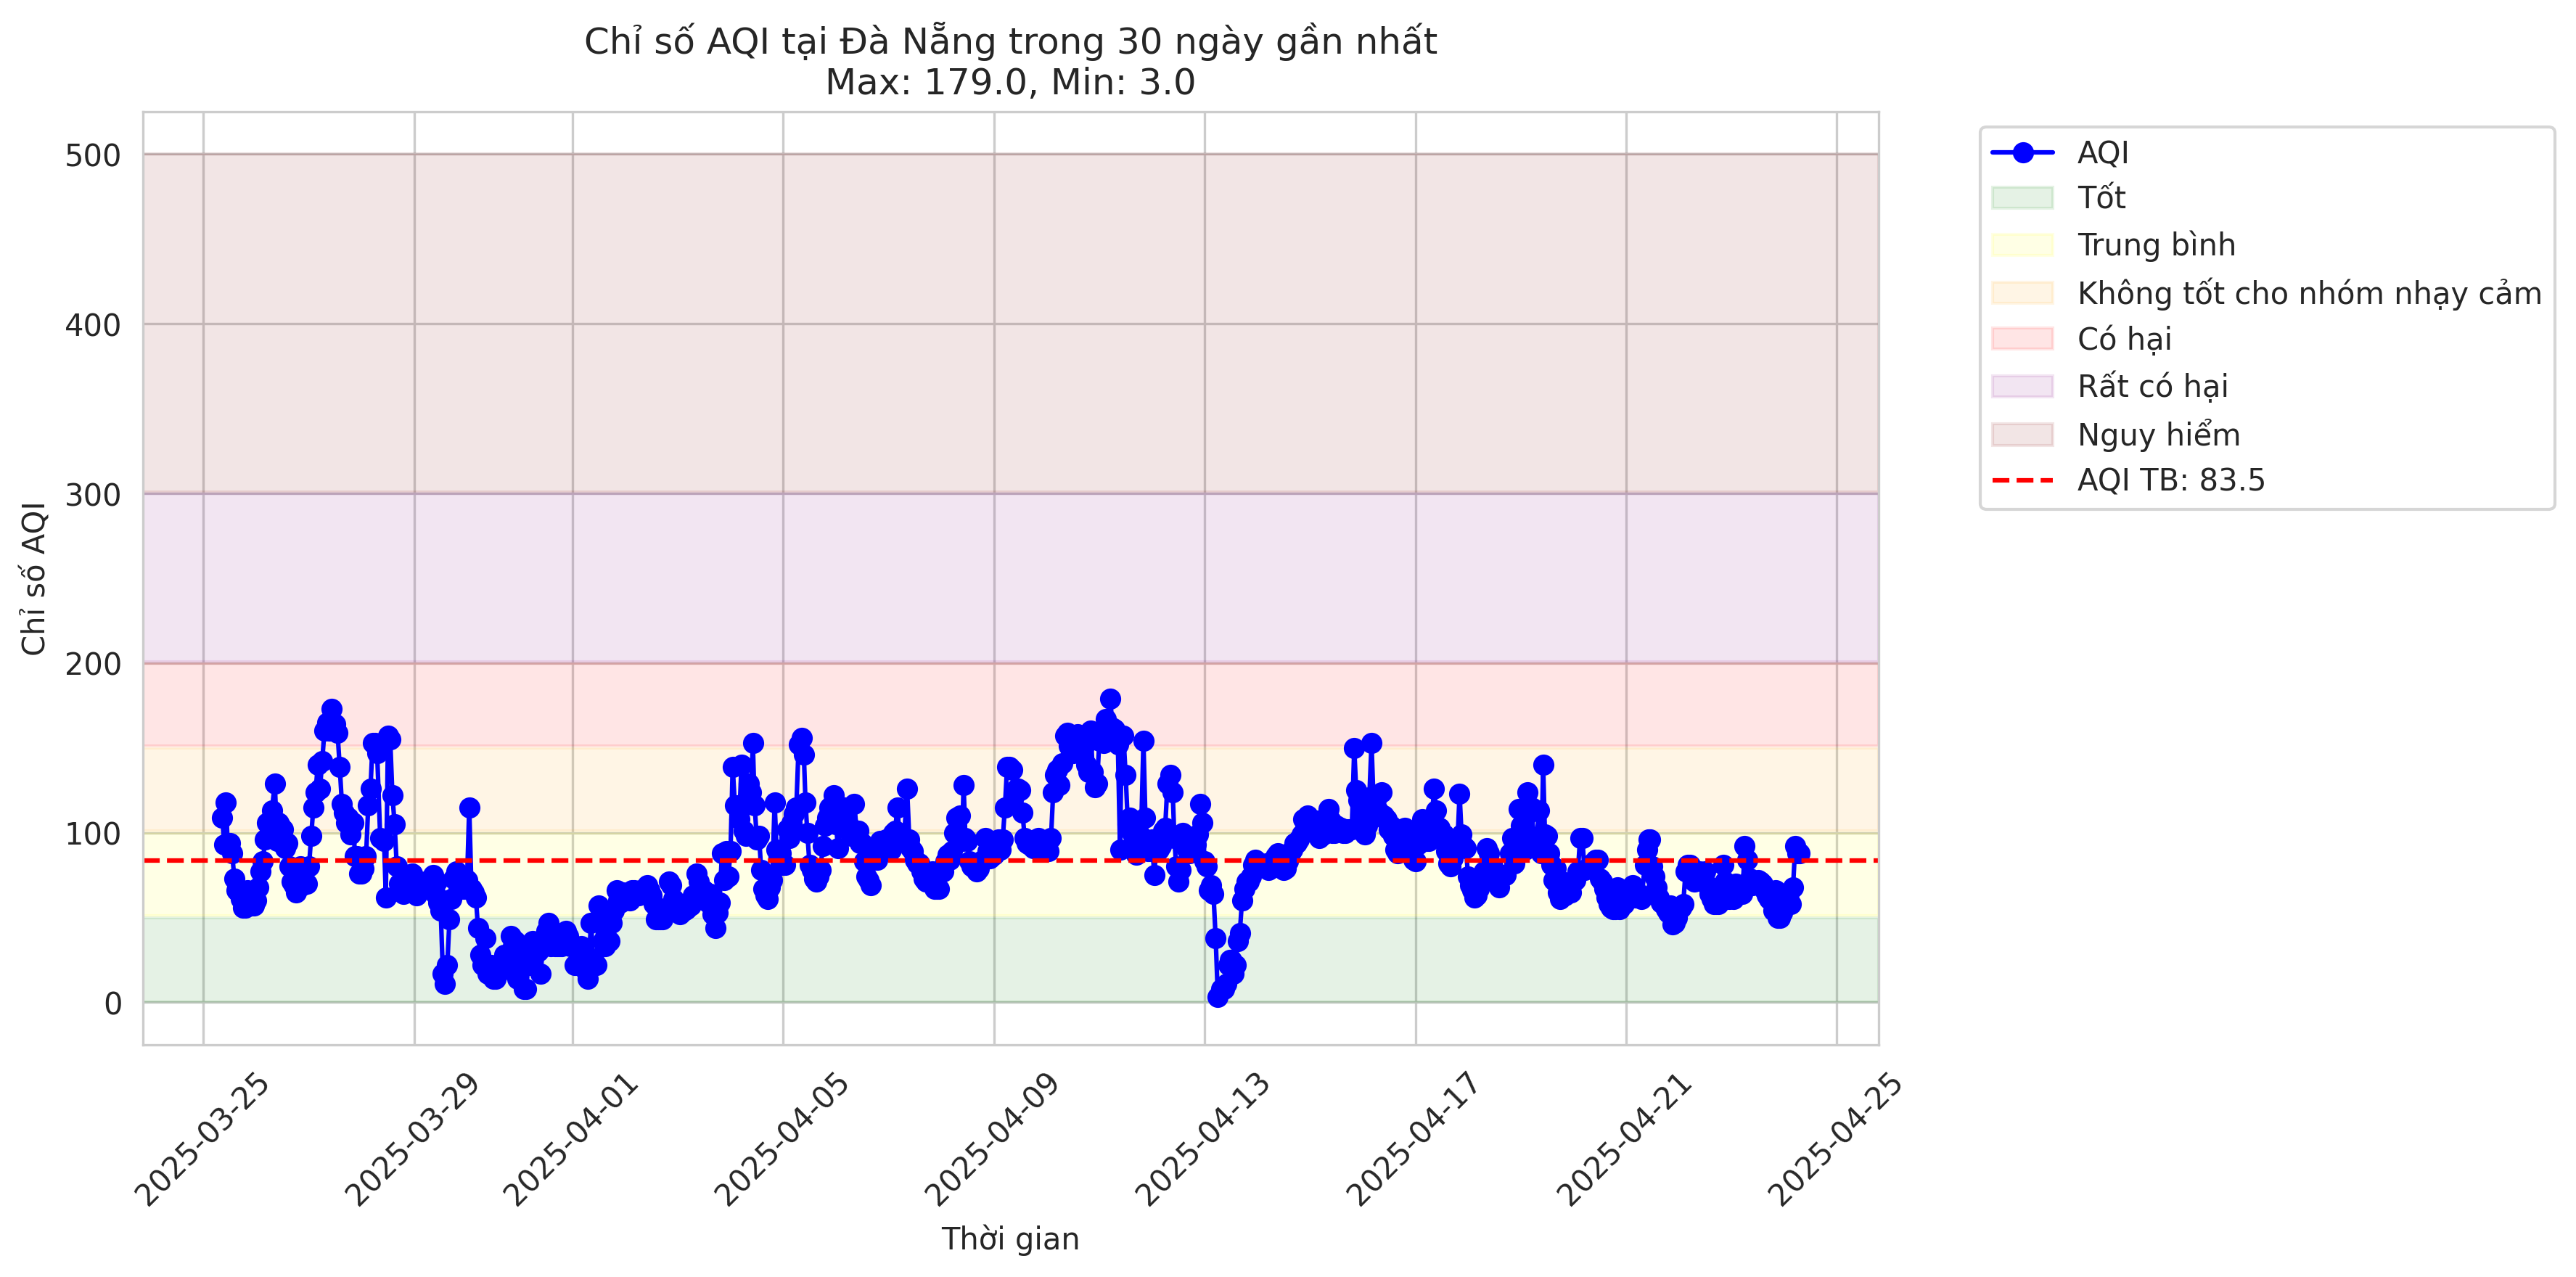 Chỉ số AQI tại Đà Nẵng trong 30 ngày gần nhất
Max: 179.0, Min: 3.0
Chỉ số AQI
500
400
300
200
100
0
2025-03-25
2025-03-29
2025-04-01
2025-04-05
2025-04-09
2025-04-13
2025-04-17
2025-04-21
2025-04-25
Thời gian
AQI
Tốt
Trung bình
Không tốt cho nhóm nhạy cảm
Có hại
Rất có hại
Nguy hiểm
AQI TB: 83.5